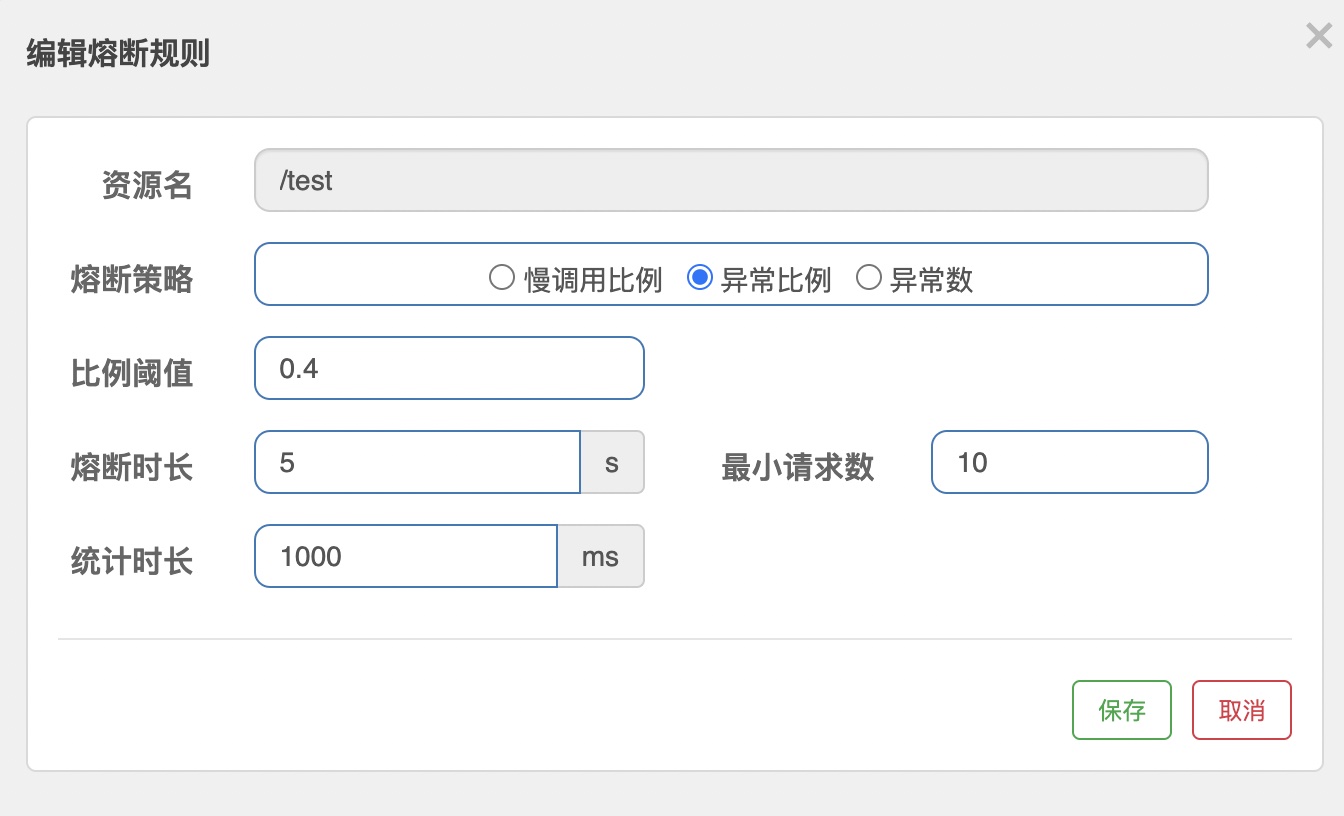 编辑熔断规则
资源名 /test
熔断策略 慢调用比例 异常比例 异常数
比例阈值 0.4
熔断时长 5 s 最小请求数 10
统计时长 1000 ms
保存 取消